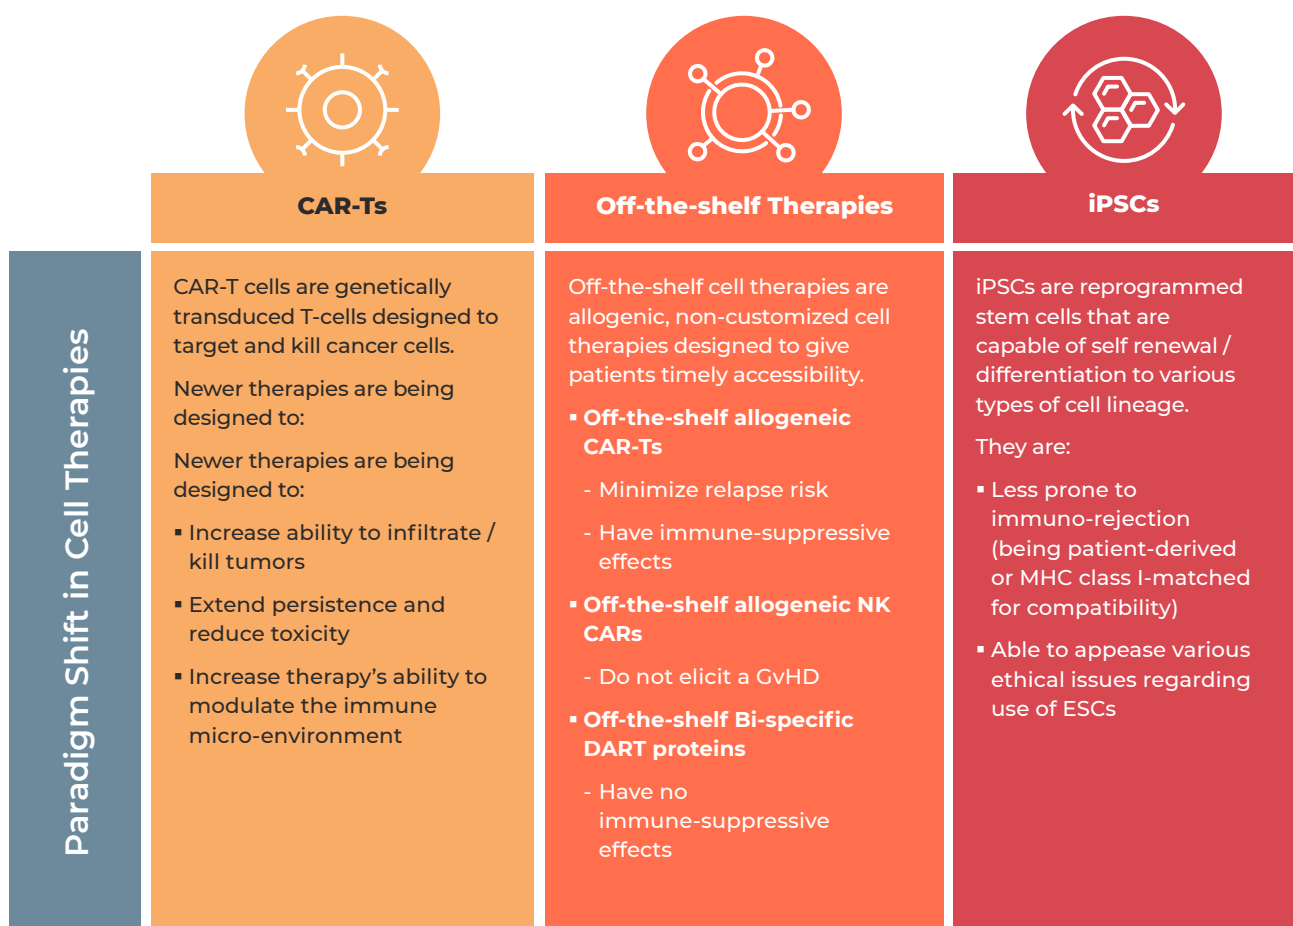 CAR-Ts
Off-the-shelf Therapies
iPSCs
Paradigm Shift in Cell Therapies
CAR-T cells are genetically
transduced T-cells designed to
target and kill cancer cells.
Newer therapies are being
designed to:
Newer therapies are being
designed to:
▪ Increase ability to infiltrate /
kill tumors
▪ Extend persistence and
reduce toxicity
▪ Increase therapy’s ability to
modulate the immune
micro-environment
Off-the-shelf cell therapies are
allogenic, non-customized cell
therapies designed to give
patients timely accessibility.
▪ Off-the-shelf allogeneic
CAR-Ts
- Minimize relapse risk
- Have immune-suppressive
effects
▪ Off-the-shelf allogeneic NK
CARs
- Do not elicit a GvHD
▪ Off-the-shelf Bi-specific
DART proteins
- Have no
immune-suppressive
effects
iPSCs are reprogrammed
stem cells that are
capable of self renewal /
differentiation to various
types of cell lineage.
They are:
▪ Less prone to
immuno-rejection
(being patient-derived
or MHC class I-matched
for compatibility)
▪ Able to appease various
ethical issues regarding
use of ESCs